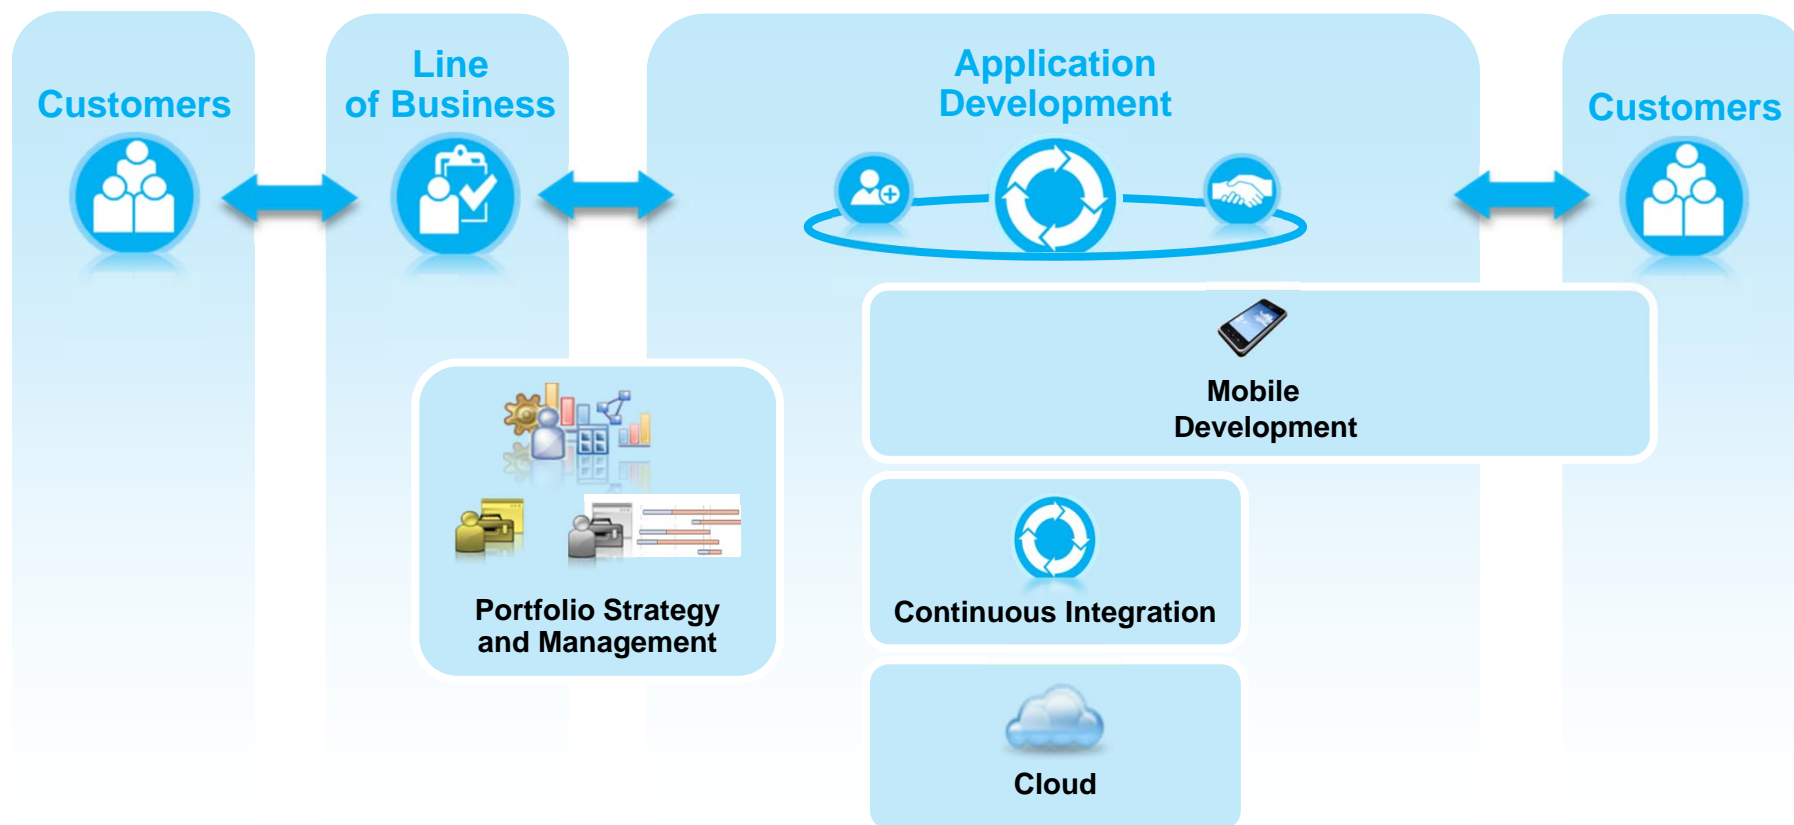 Customers
Line
of Business
Application
Development
Customers
Mobile
Development
Portfolio Strategy
and Management
Continuous Integration
Cloud